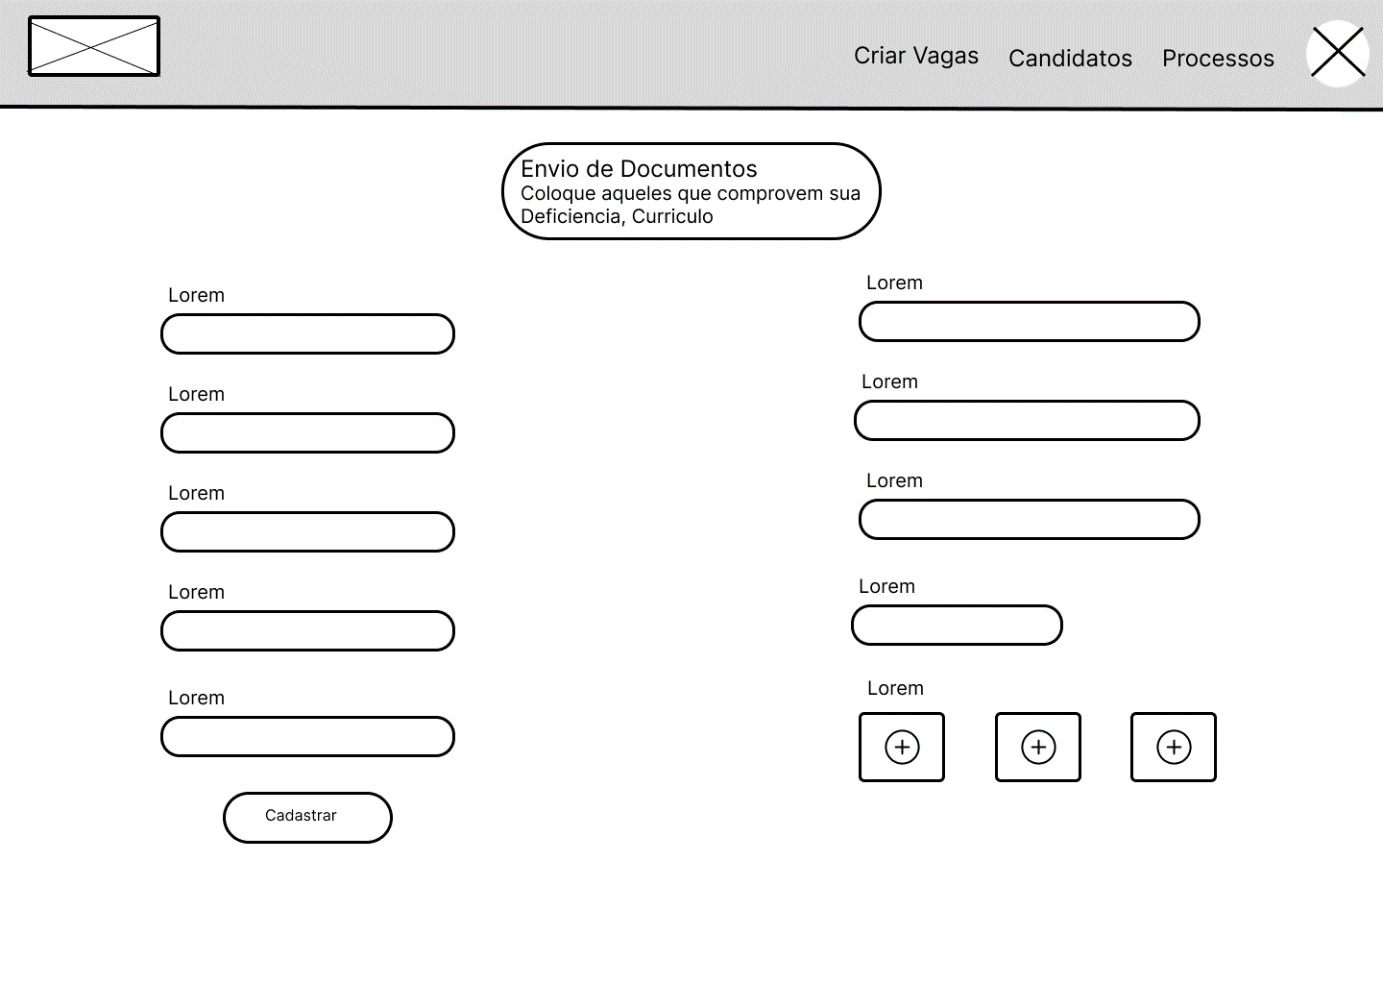 Criar Vagas
Candidatos
Processos
Envio de Documentos
Coloque aqueles que comprovem sua
Deficiencia, Curriculo
Lorem
Lorem
Lorem
Lorem
Lorem
Cadastrar
Lorem
Lorem
Lorem
Lorem
Lorem